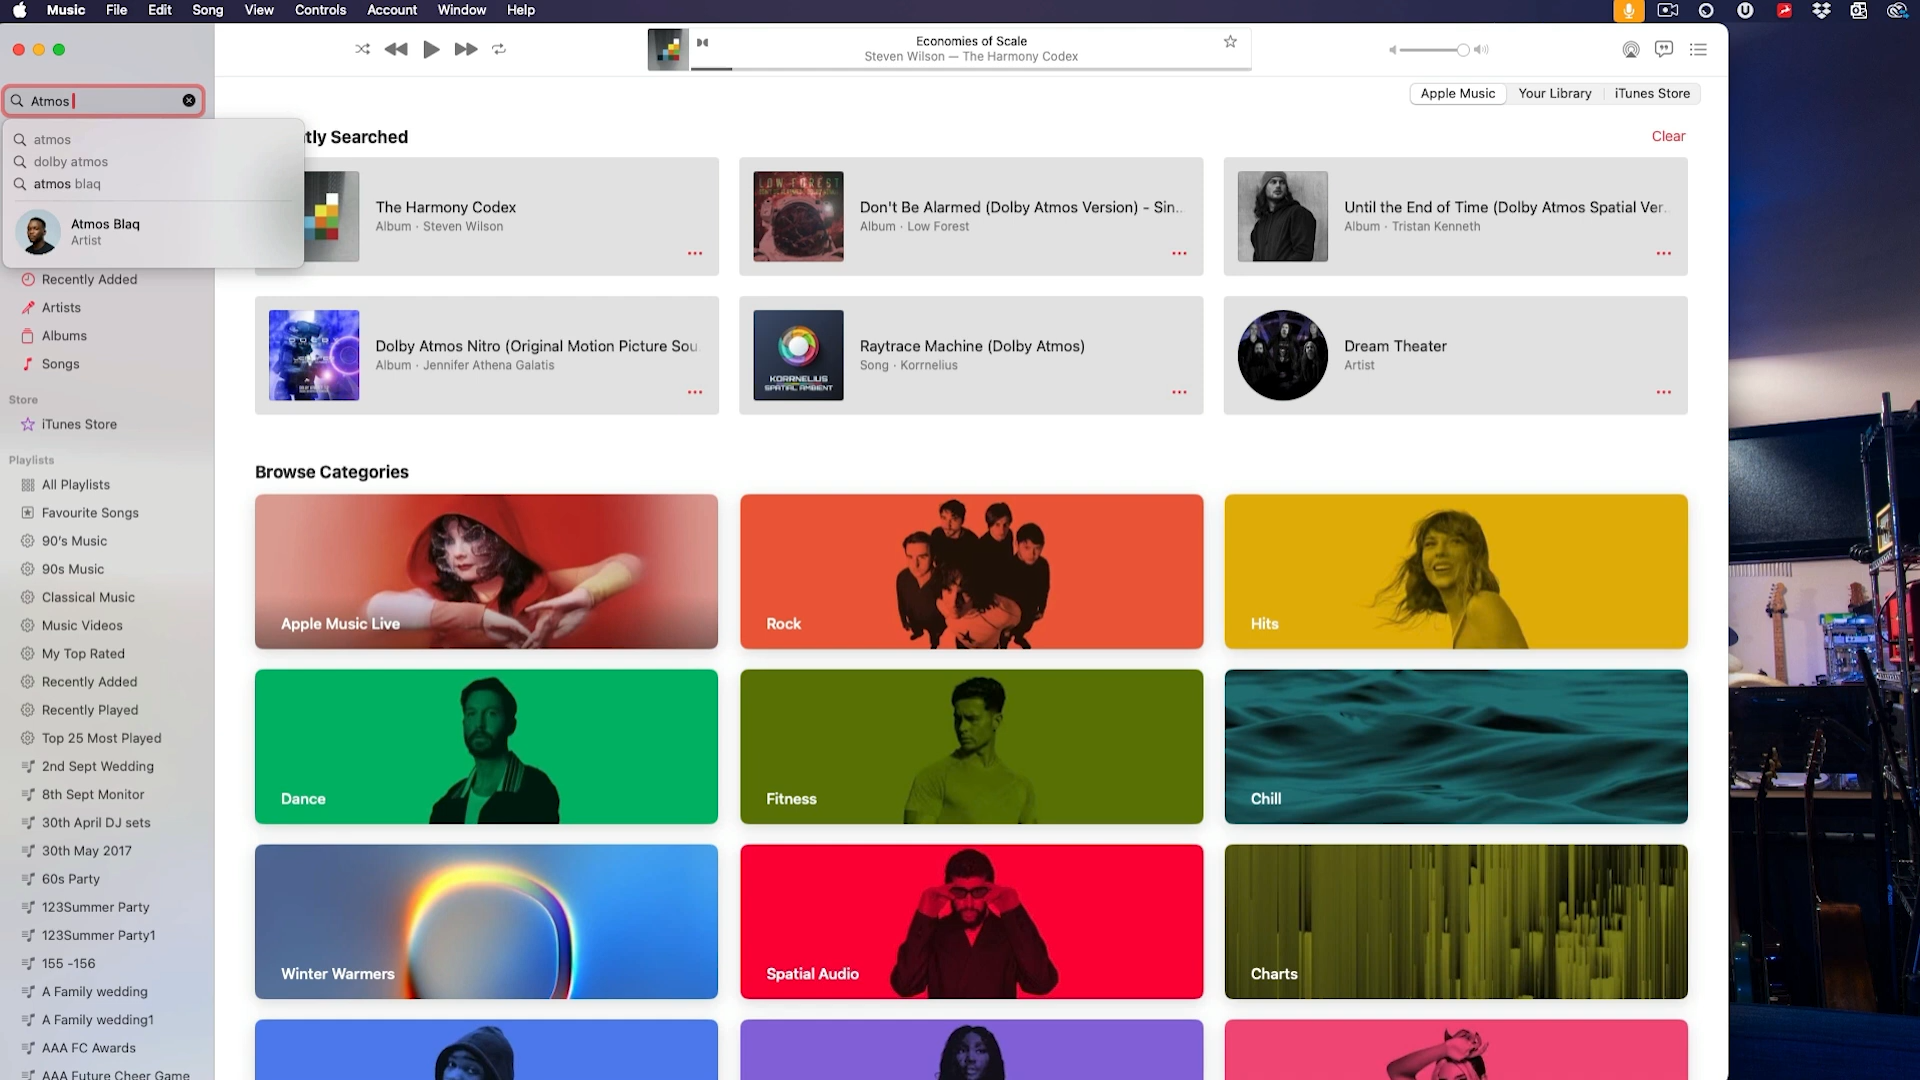 Music File Edit Song View Controls Account Window Help
Economies of Scale
Steven Wilson — The Harmony Codex
Atmos
Apple Music Your Library iTunes Store
atmos
dolby atmos
atmos blaq
Atmos Blaq
Artist
tly Searched
Clear
The Harmony Codex
Album · Steven Wilson
Don't Be Alarmed (Dolby Atmos Version) - Sin...
Album · Low Forest
Until the End of Time (Dolby Atmos Spatial Ver...
Album · Tristan Kenneth
LOW FOREST
Dolby Atmos Nitro (Original Motion Picture Sou
Album · Jennifer Athena Galatis
Raytrace Machine (Dolby Atmos)
Song · Korrnelius
KORRNELIUS
SPATIAL AMBIENT
Dream Theater
Artist
Recently Added
Artists
Albums
Songs
Store
iTunes Store
Playlists
All Playlists
Favourite Songs
90's Music
90s Music
Classical Music
Music Videos
My Top Rated
Recently Added
Recently Played
Top 25 Most Played
2nd Sept Wedding
8th Sept Monitor
30th April DJ sets
30th May 2017
60s Party
123Summer Party
123Summer Party1
155 -156
A Family wedding
A Family wedding1
AAA FC Awards
AAA Future Cheer Game
Browse Categories
Apple Music Live
Rock
Hits
Dance
Fitness
Chill
Winter Warmers
Spatial Audio
Charts